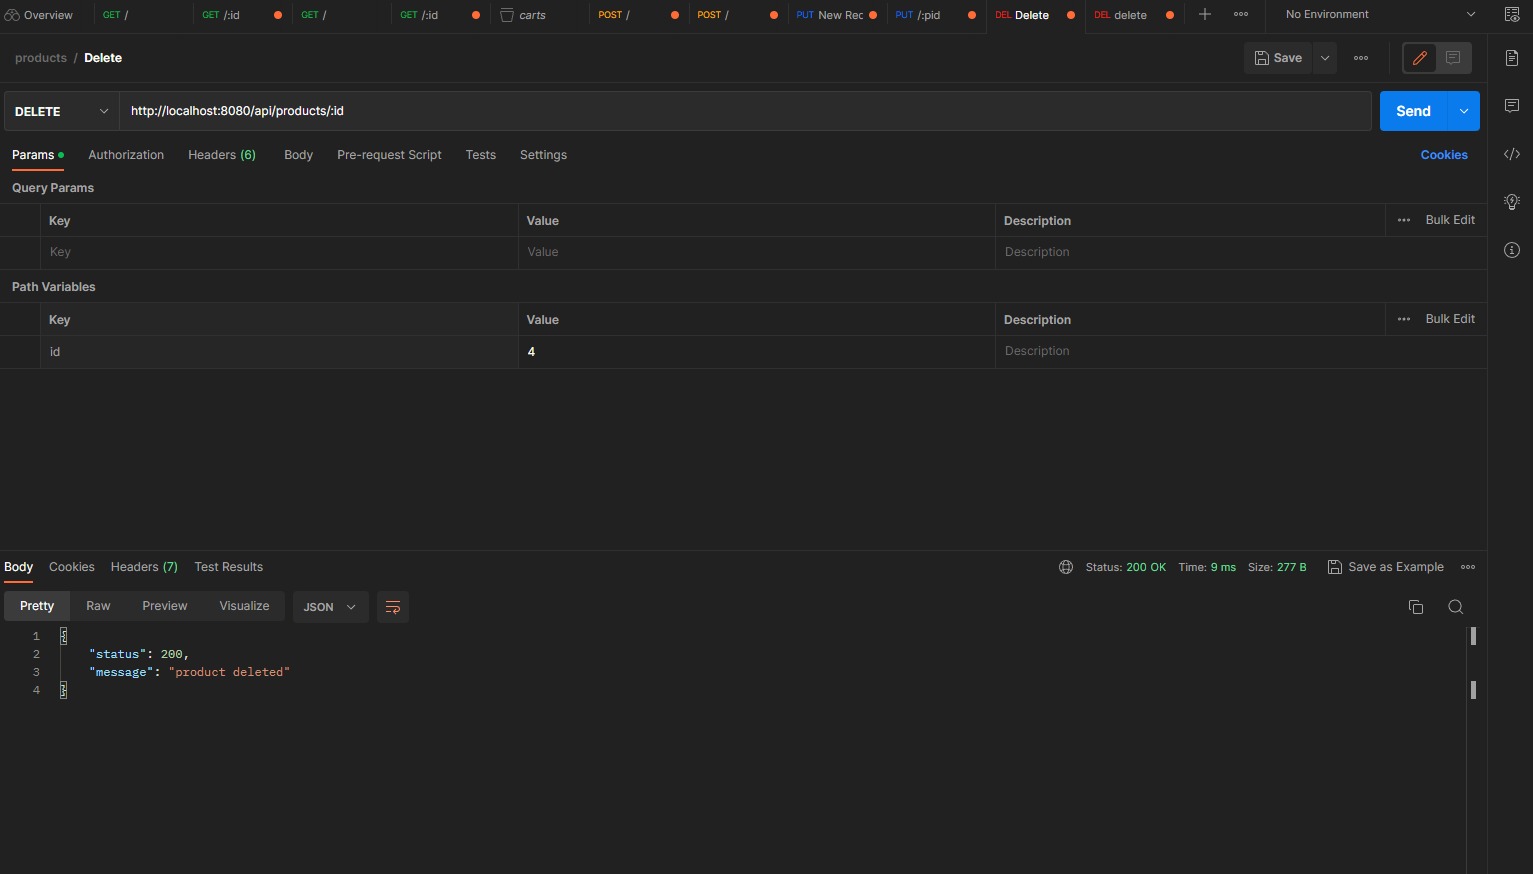 Overview GET / GET /:id GET / GET /:id carts POST / POST / PUT New Rec PUT /:pid DEL Delete DEL delete No Environment
products / Delete Save
DELETE http://localhost:8080/api/products/:id Send
Params Authorization Headers (6) Body Pre-request Script Tests Settings Cookies
Query Params
Key Value Description Bulk Edit
Key Value Description
Path Variables
Key Value Description Bulk Edit
id 4 Description
Body Cookies Headers (7) Test Results Status: 200 OK Time: 9 ms Size: 277 B Save as Example
Pretty Raw Preview Visualize JSON
1 {
2 "status": 200,
3 "message": "product deleted"
4 }